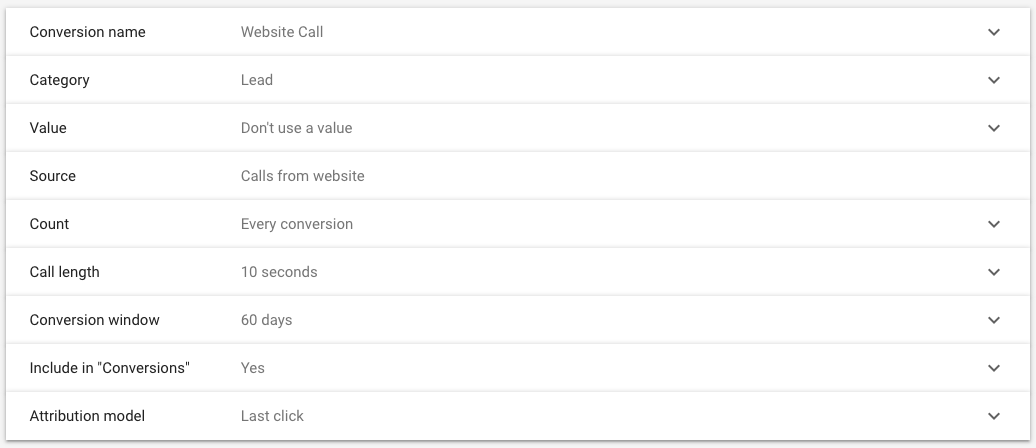 Conversion name Website Call
Category Lead
Value Don't use a value
Source Calls from website
Count Every conversion
Call length 10 seconds
Conversion window 60 days
Include in "Conversions" Yes
Attribution model Last click